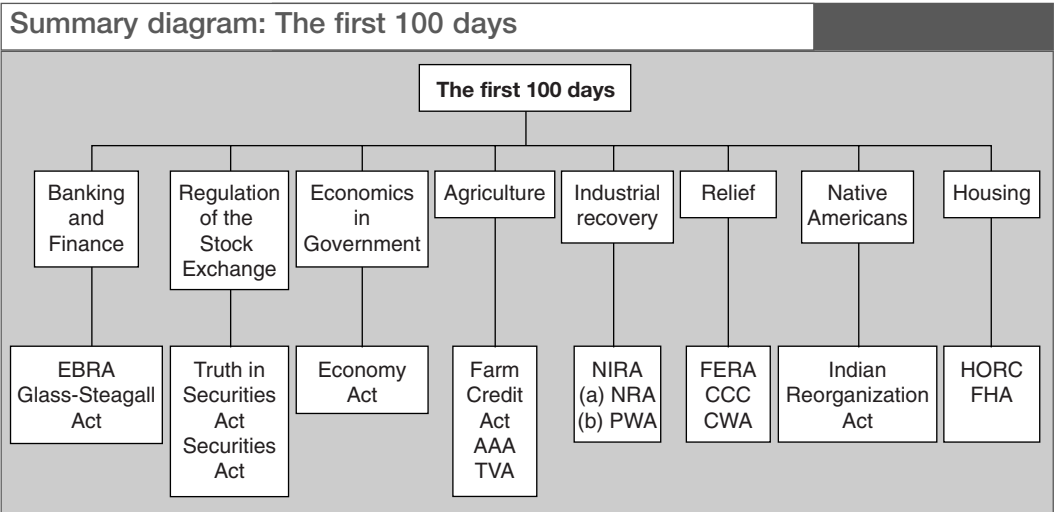 Summary diagram: The first 100 days
The first 100 days
Banking
and
Finance
Regulation
of the
Stock
Exchange
Economics
in
Government
Agriculture
Industrial
recovery
Relief
Native
Americans
Housing
EBRA
Glass-Steagall
Act
Truth in
Securities
Act
Securities
Act
Economy
Act
Farm
Credit
Act
AAA
TVA
NIRA
(a) NRA
(b) PWA
FERA
CCC
CWA
Indian
Reorganization
Act
HORC
FHA